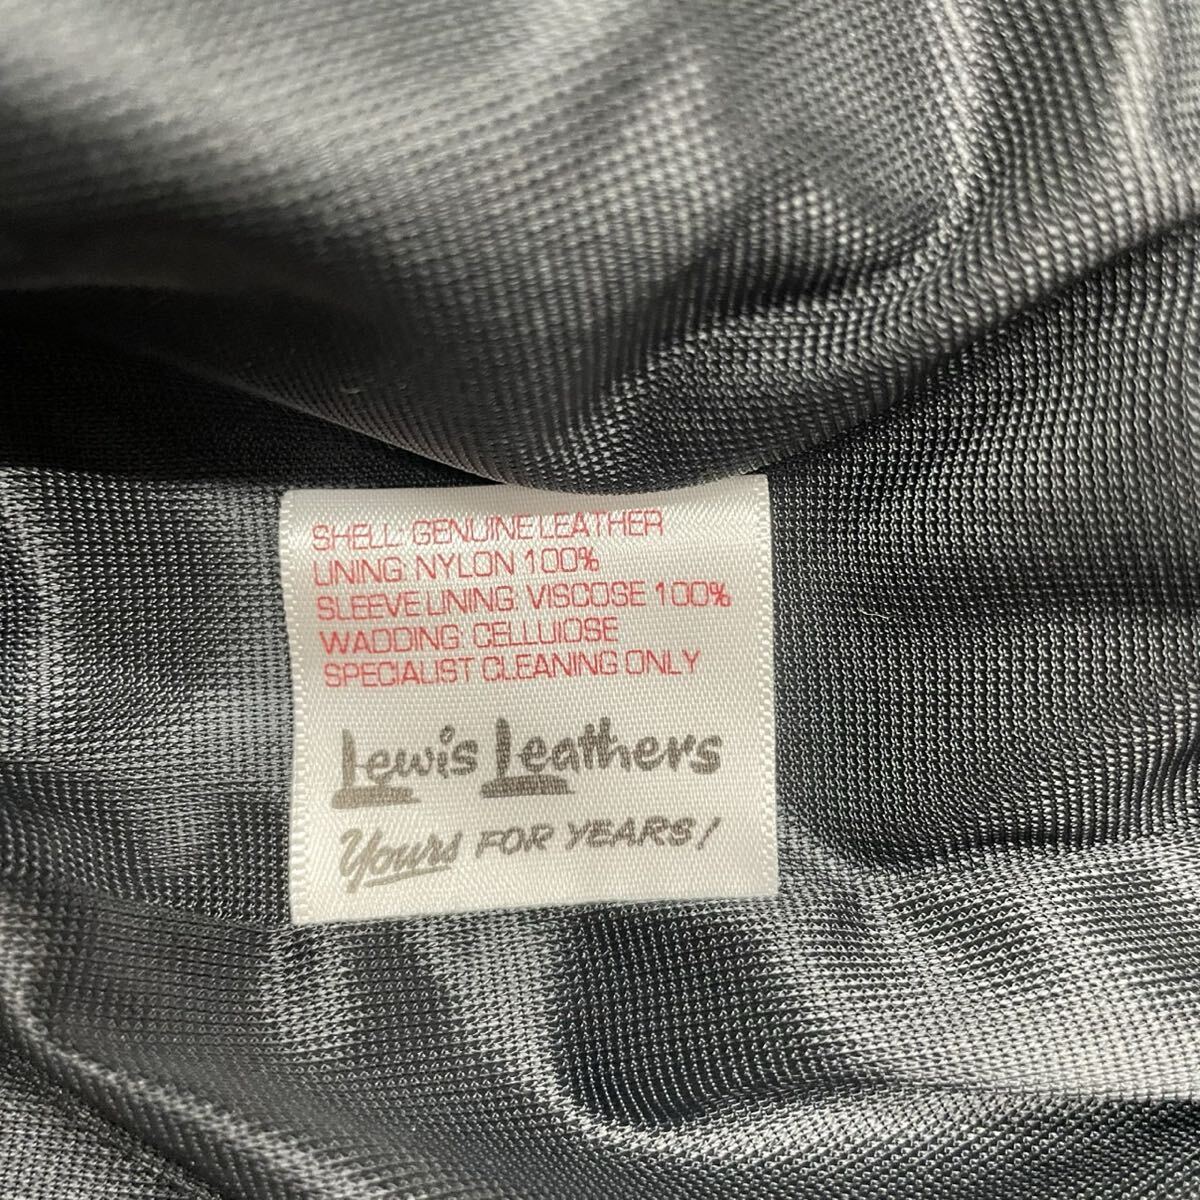 SHELL: GENUINE LEATHER
LINING: NYLON 100%
SLEEVE LINING: VISCOSE 100%
WADDING: CELLUIOSE
SPECIALIST CLEANING ONLY
Lewis Leathers
Yours FOR YEARS!